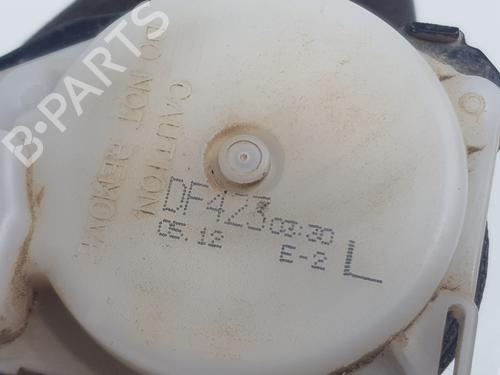 B-PARTS
CAUTION
DO NOT REMOVE
DF423 03:30
05.12 E-2 L